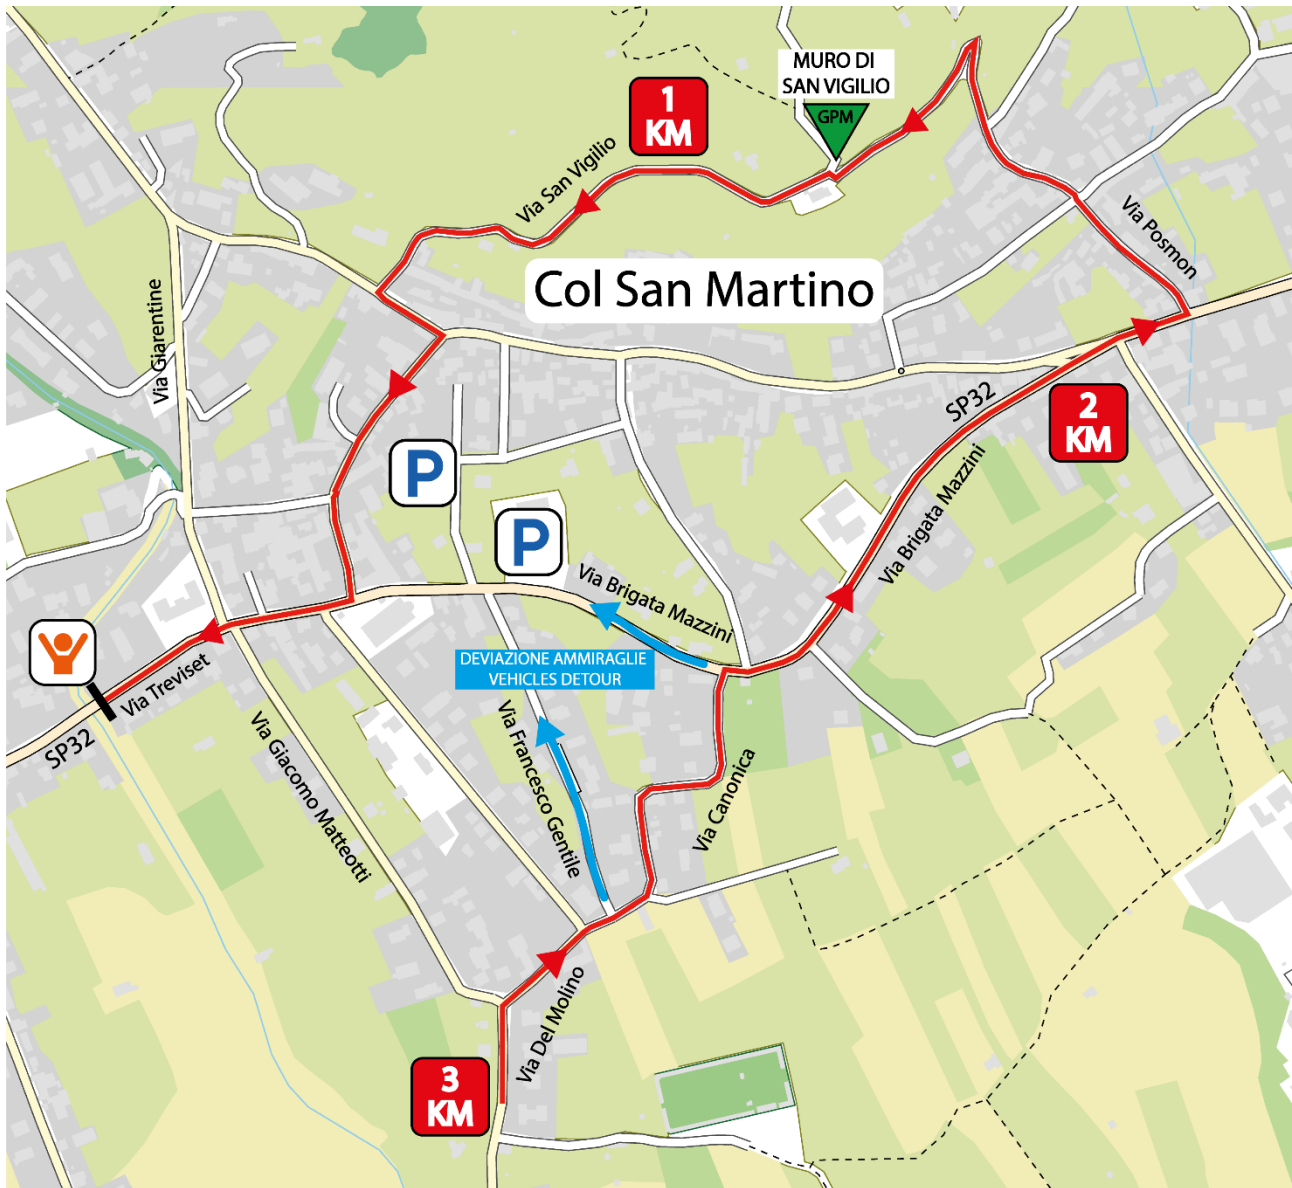 MURO DI
SAN VIGILIO
GPM
1
KM
Via San Vigilio
Via Posmon
Col San Martino
Via Giarentine
SP32
2
KM
P
Via Brigata Mazzini
P
Via Brigata Mazzini
DEVIAZIONE AMMIRAGLIE
VEHICLES DETOUR
Via Treviset
SP32
Via Giacomo Matteotti
Via Francesco Gentile
Via Canonica
Via Del Molino
3
KM